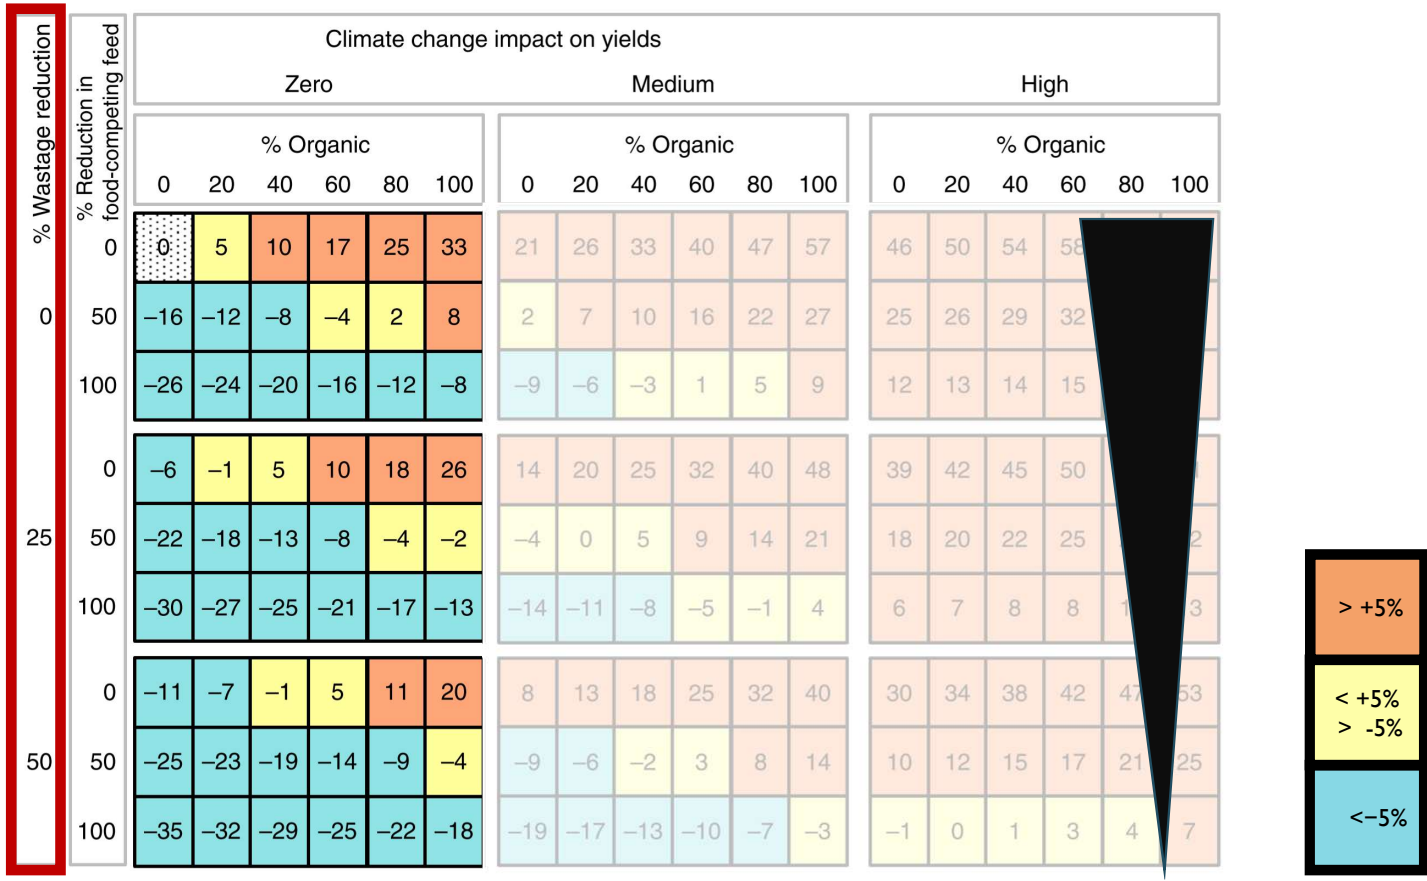 Climate change impact on yields
Zero Medium High
% Wastage reduction
% Reduction in
food-competing feed
% Organic % Organic % Organic
0 20 40 60 80 100 0 20 40 60 80 100 0 20 40 60 80 100
0 0 5 10 17 25 33 21 26 33 40 47 57 46 50 54 58
0 50 −16 −12 −8 −4 2 8 2 7 10 16 22 27 25 26 29 32
100 −26 −24 −20 −16 −12 −8 −9 −6 −3 1 5 9 12 13 14 15
0 −6 −1 5 10 18 26 14 20 25 32 40 48 39 42 45 50
25 50 −22 −18 −13 −8 −4 −2 −4 0 5 9 14 21 18 20 22 25
100 −30 −27 −25 −21 −17 −13 −14 −11 −8 −5 −1 4 6 7 8 8
0 −11 −7 −1 5 11 20 8 13 18 25 32 40 30 34 38 42 47 53
50 50 −25 −23 −19 −14 −9 −4 −9 −6 −2 3 8 14 10 12 15 17 21 25
100 −35 −32 −29 −25 −22 −18 −19 −17 −13 −10 −7 −3 −1 0 1 3 4 7
> +5%
< +5%
> -5%
<−5%